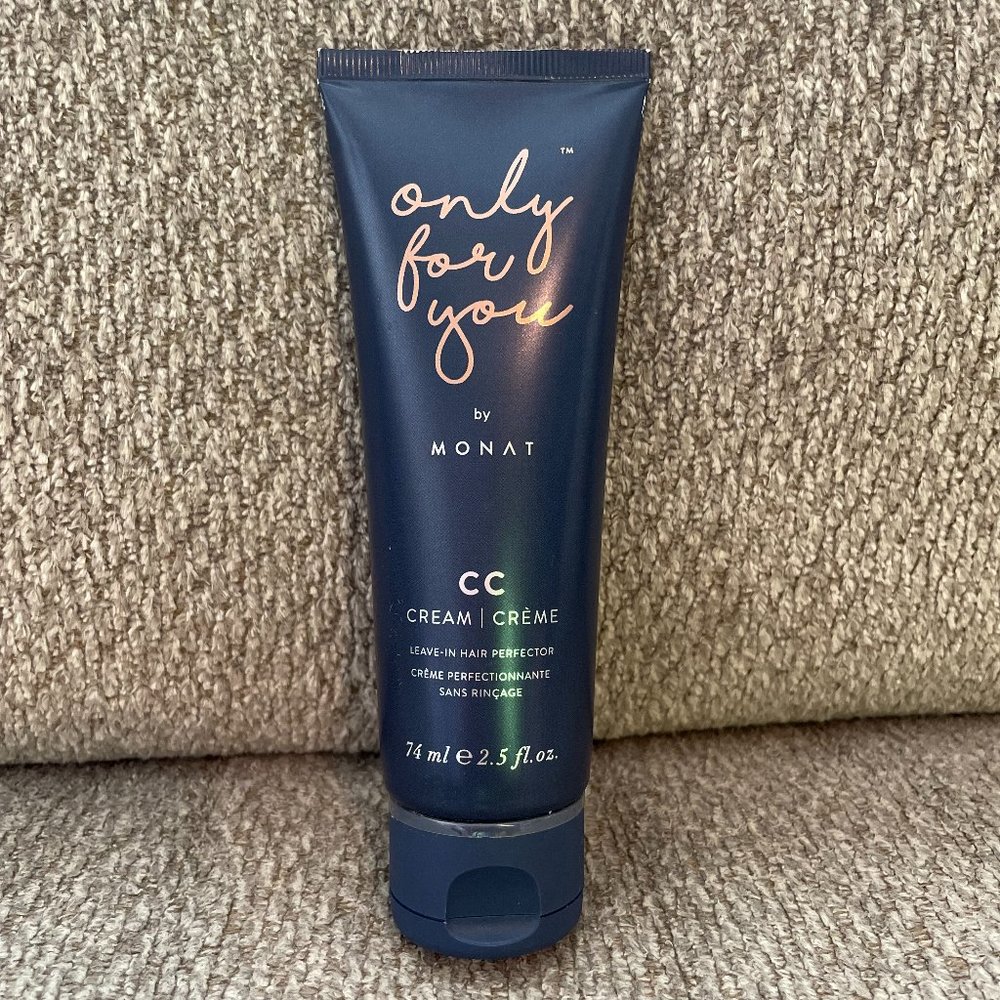 only
for
you
™
by
MONAT
CC
CREAM | CRÈME
LEAVE-IN HAIR PERFECTOR
CRÈME PERFECTIONNANTE
SANS RINÇAGE
74 ml ℮ 2.5 fl.oz.